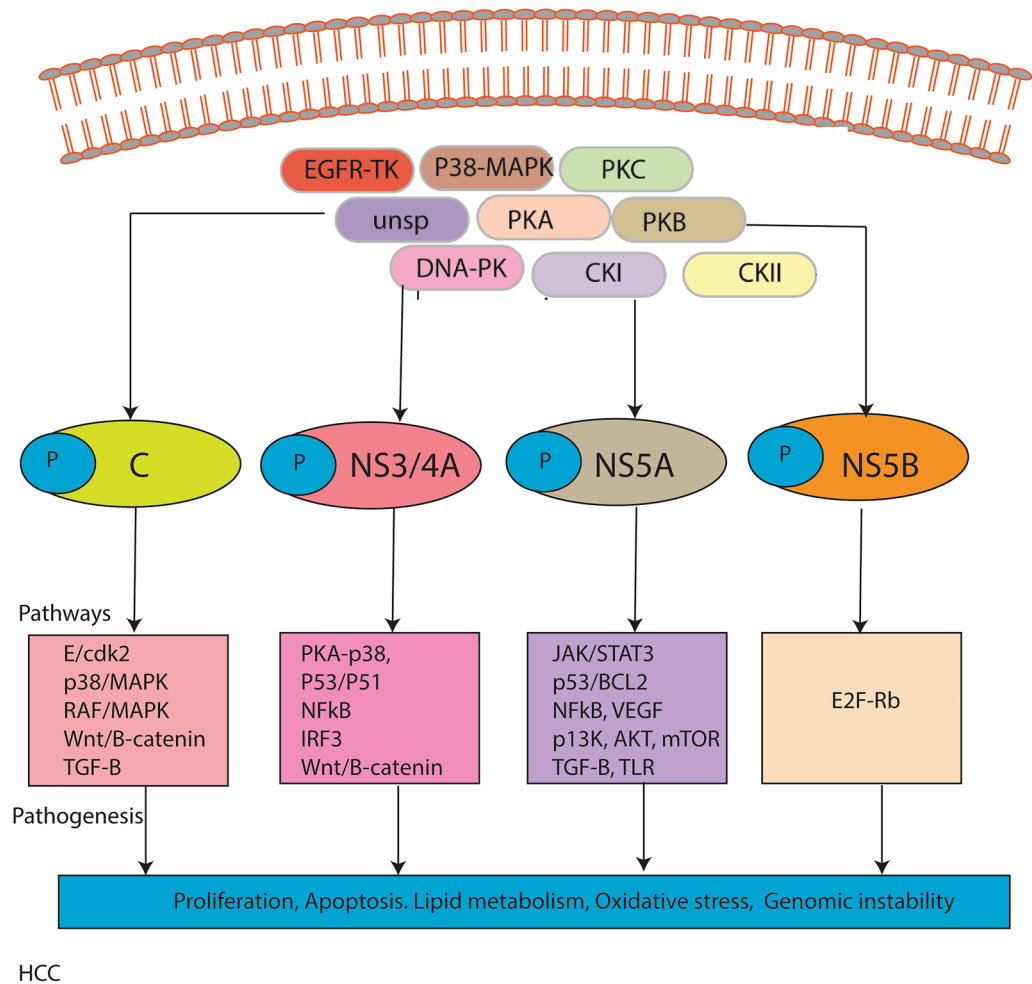 EGFR-TK
P38-MAPK
PKC
unsp
PKA
PKB
DNA-PK
CKI
CKII
P
C
P
NS3/4A
P
NS5A
P
NS5B
Pathways
E/cdk2
p38/MAPK
RAF/MAPK
Wnt/B-catenin
TGF-B
PKA-p38,
P53/P51
NFkB
IRF3
Wnt/B-catenin
JAK/STAT3
p53/BCL2
NFkB, VEGF
p13K, AKT, mTOR
TGF-B, TLR
E2F-Rb
Pathogenesis
Proliferation, Apoptosis. Lipid metabolism, Oxidative stress, Genomic instability
HCC